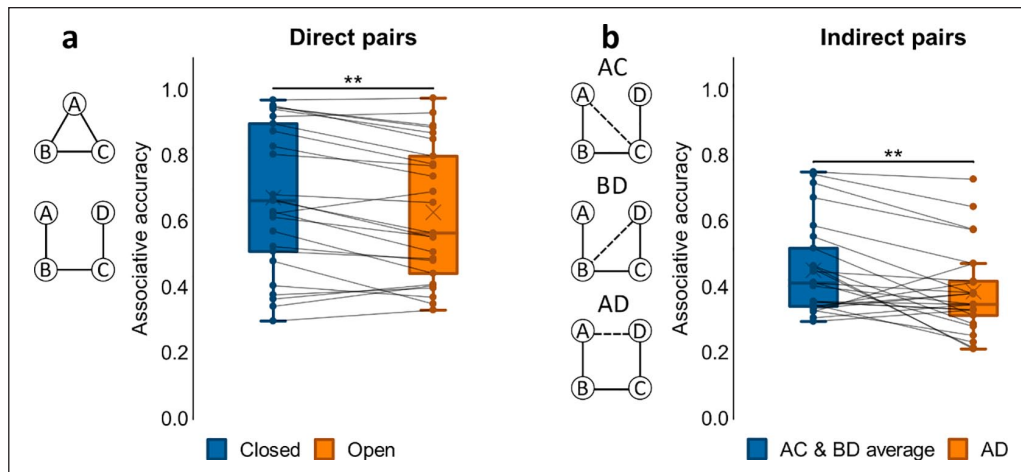 a
Direct pairs
A
B C
A D
B C
Associative accuracy
1.0
0.8
0.6
0.4
0.2
0.0
**
Closed Open
b
Indirect pairs
AC
A D
B C
BD
A D
B C
AD
A D
B C
Associative accuracy
1.0
0.8
0.6
0.4
0.2
0.0
**
AC & BD average AD